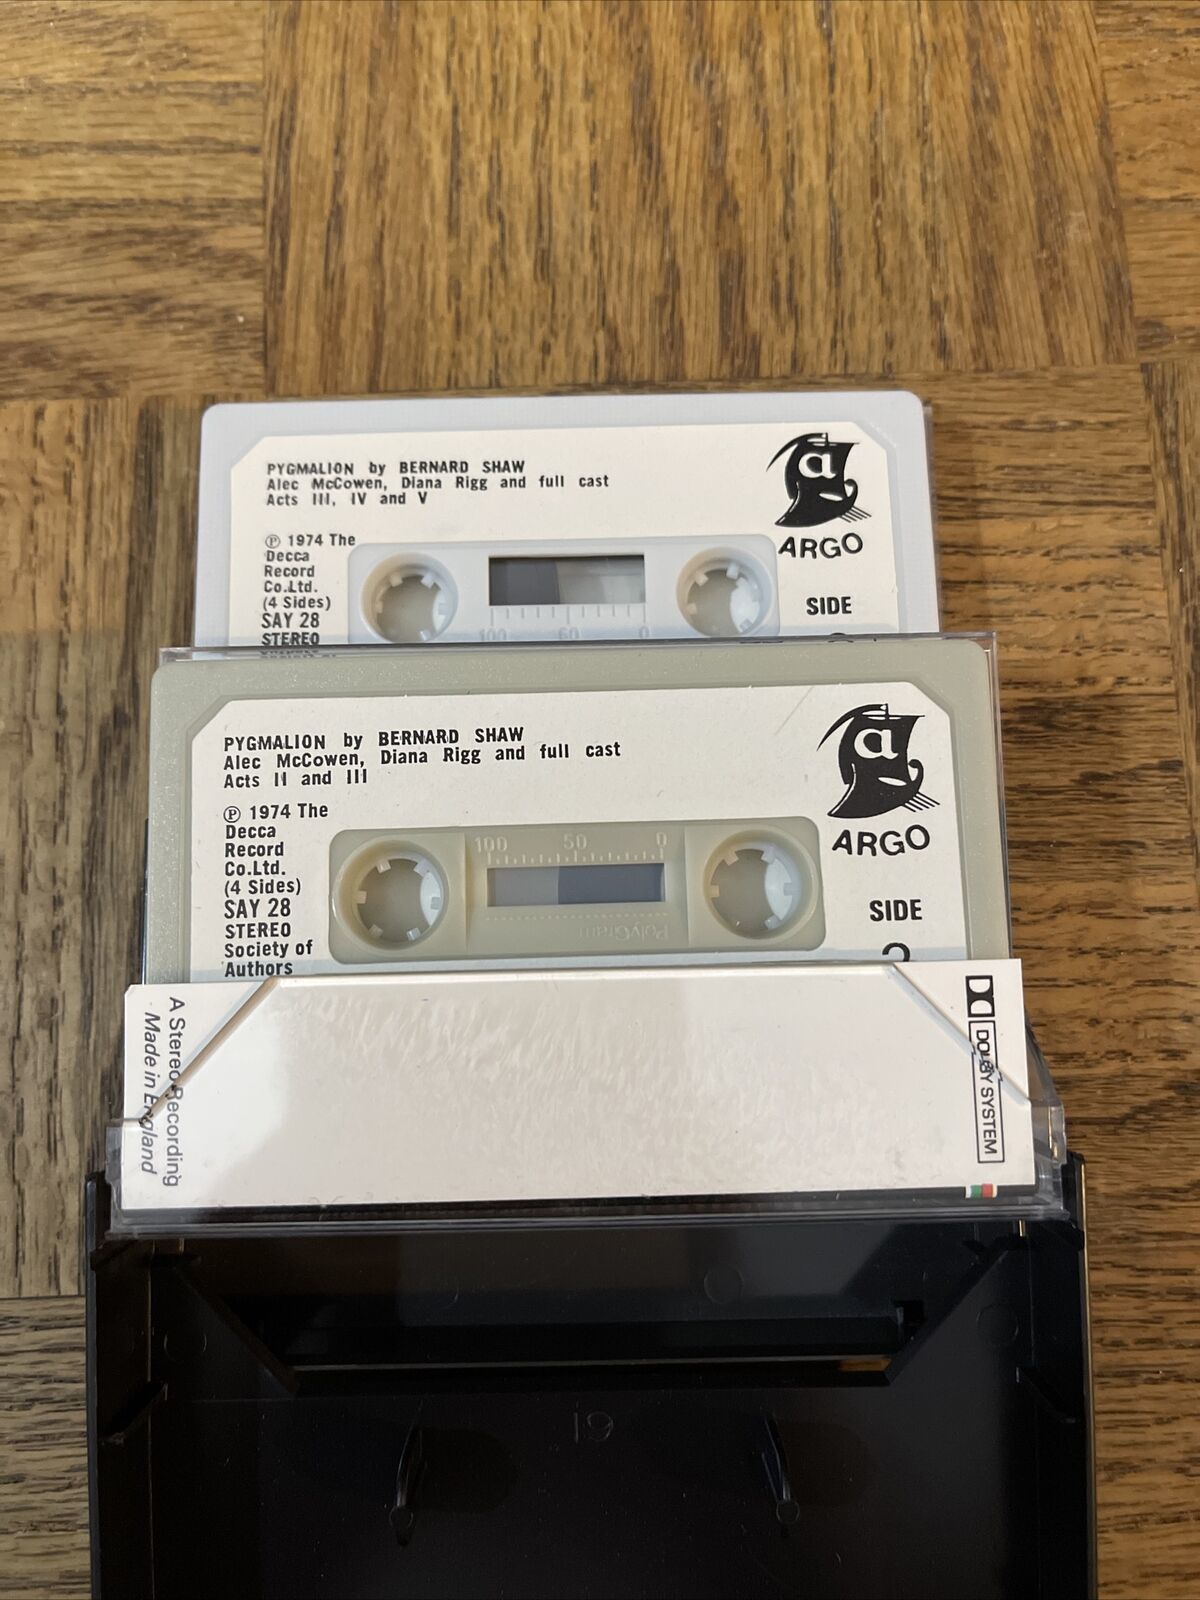 PYGMALION by BERNARD SHAW
Alec McCowen, Diana Rigg and full cast
Acts III, IV and V
℗ 1974 The
Decca
Record
Co.Ltd.
(4 Sides)
SAY 28
STEREO
a
ARGO
SIDE
100 50 0
PYGMALION by BERNARD SHAW
Alec McCowen, Diana Rigg and full cast
Acts II and III
℗ 1974 The
Decca
Record
Co.Ltd.
(4 Sides)
SAY 28
STEREO
Society of
Authors
100 50 0
PolyGram
a
ARGO
SIDE
2
A Stereo Recording
Made in England
DOLBY SYSTEM
19